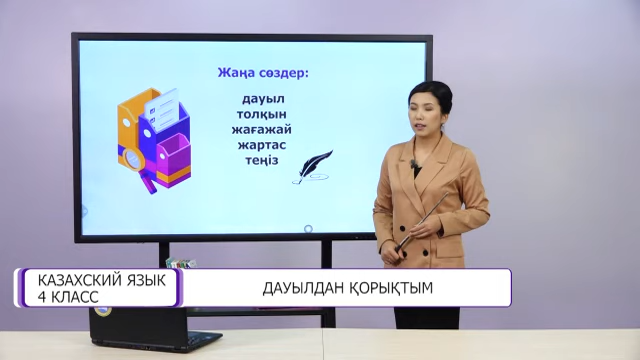 Жаңа сөздер:
дауыл
толқын
жағажай
жартас
теңіз
КАЗАХСКИЙ ЯЗЫК
4 КЛАСС
ДАУЫЛДАН ҚОРЫҚТЫМ